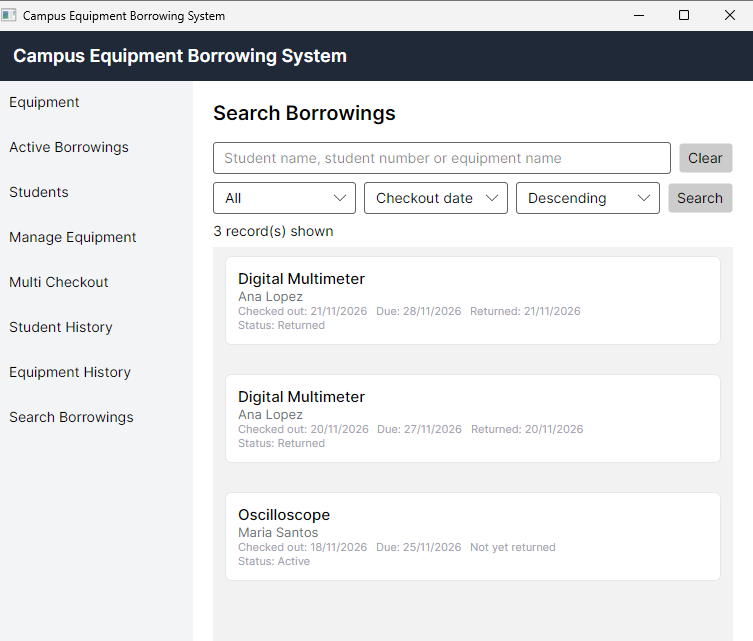 Campus Equipment Borrowing System
Campus Equipment Borrowing System
Equipment
Active Borrowings
Students
Manage Equipment
Multi Checkout
Student History
Equipment History
Search Borrowings
Search Borrowings
Student name, student number or equipment name
Clear
All
Checkout date
Descending
Search
3 record(s) shown
Digital Multimeter
Ana Lopez
Checked out: 21/11/2026 Due: 28/11/2026 Returned: 21/11/2026
Status: Returned
Digital Multimeter
Ana Lopez
Checked out: 20/11/2026 Due: 27/11/2026 Returned: 20/11/2026
Status: Returned
Oscilloscope
Maria Santos
Checked out: 18/11/2026 Due: 25/11/2026 Not yet returned
Status: Active